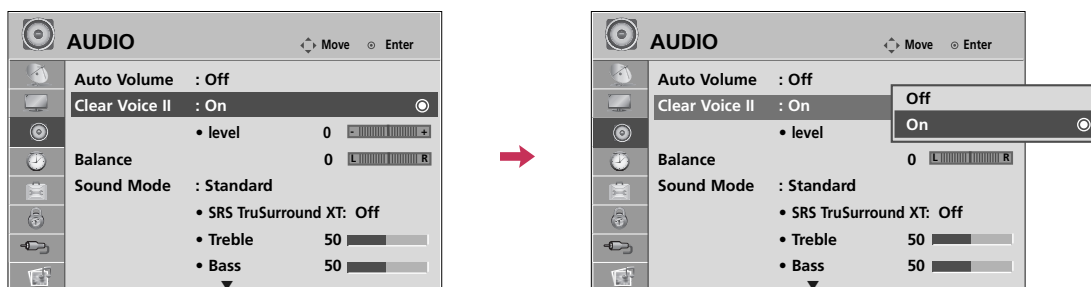 AUDIO Move Enter
Auto Volume : Off
Clear Voice II : On
• level 0 - +
Balance 0 L R
Sound Mode : Standard
• SRS TruSurround XT: Off
• Treble 50
• Bass 50
AUDIO Move Enter
Auto Volume : Off
Clear Voice II : On
• level
Balance 0 L R
Sound Mode : Standard
• SRS TruSurround XT: Off
• Treble 50
• Bass 50
Off
On